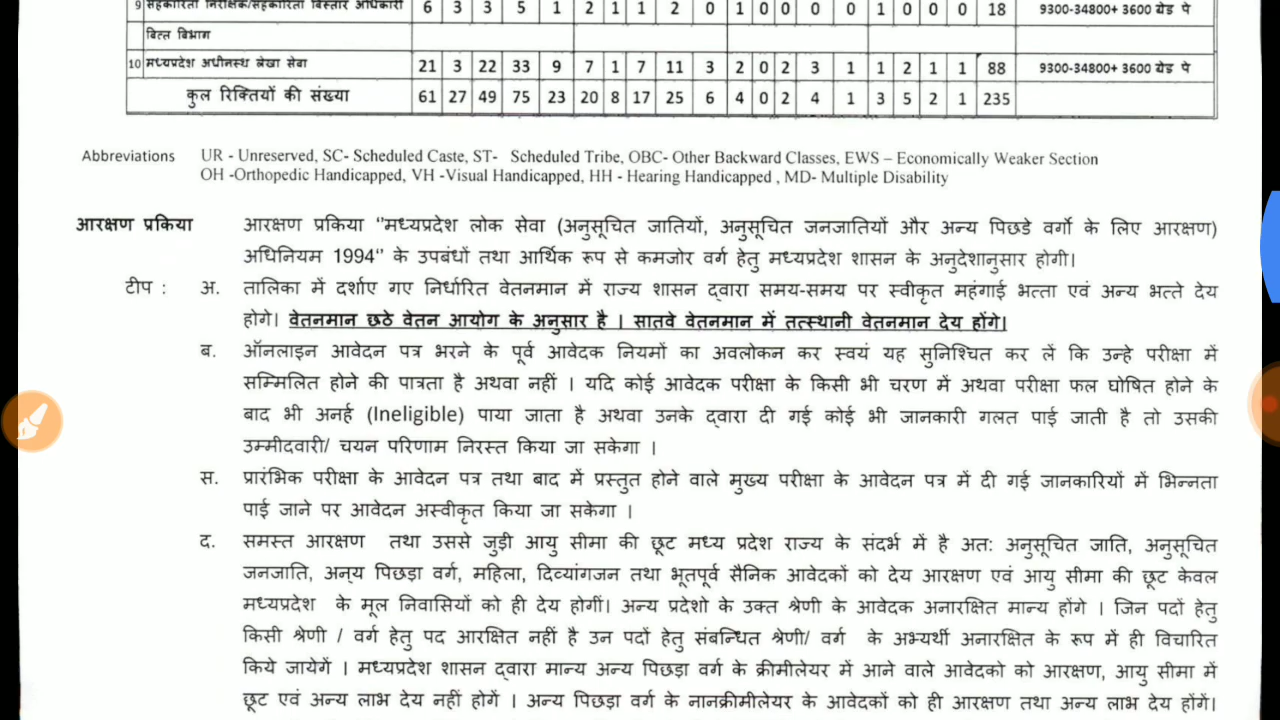 9 सहकारिता निरीक्षक/सहकारिता विस्तार अधिकारी 6 3 3 5 1 2 1 1 2 0 1 0 0 0 0 1 0 0 0 18 9300-34800+ 3600 ग्रेड पे
वित्त विभाग
10 मध्यप्रदेश अधीनस्थ लेखा सेवा 21 3 22 33 9 7 1 7 11 3 2 0 2 3 1 1 2 1 1 88 9300-34800+ 3600 ग्रेड पे
कुल रिक्तियों की संख्या 61 27 49 75 23 20 8 17 25 6 4 0 2 4 1 3 5 2 1 235
Abbreviations UR - Unreserved, SC- Scheduled Caste, ST- Scheduled Tribe, OBC- Other Backward Classes, EWS – Economically Weaker Section
OH -Orthopedic Handicapped, VH -Visual Handicapped, HH - Hearing Handicapped , MD- Multiple Disability
आरक्षण प्रकिया आरक्षण प्रकिया "मध्यप्रदेश लोक सेवा (अनुसूचित जातियों, अनुसूचित जनजातियों और अन्य पिछडे वर्गो के लिए आरक्षण)
अधिनियम 1994" के उपबंधों तथा आर्थिक रूप से कमजोर वर्ग हेतु मध्यप्रदेश शासन के अनुदेशानुसार होगी।
टीप : अ. तालिका में दर्शाए गए निर्धारित वेतनमान में राज्य शासन द्वारा समय-समय पर स्वीकृत महंगाई भत्ता एवं अन्य भत्ते देय
होगे। वेतनमान छठे वेतन आयोग के अनुसार है । सातवे वेतनमान में तत्स्थानी वेतनमान देय होंगे।
ब. ऑनलाइन आवेदन पत्र भरने के पूर्व आवेदक नियमों का अवलोकन कर स्वयं यह सुनिश्चित कर लें कि उन्हे परीक्षा में
सम्मिलित होने की पात्रता है अथवा नहीं । यदि कोई आवेदक परीक्षा के किसी भी चरण में अथवा परीक्षा फल घोषित होने के
बाद भी अनर्ह (Ineligible) पाया जाता है अथवा उनके द्वारा दी गई कोई भी जानकारी गलत पाई जाती है तो उसकी
उम्मीदवारी/ चयन परिणाम निरस्त किया जा सकेगा ।
स. प्रारंभिक परीक्षा के आवेदन पत्र तथा बाद में प्रस्तुत होने वाले मुख्य परीक्षा के आवेदन पत्र में दी गई जानकारियों में भिन्नता
पाई जाने पर आवेदन अस्वीकृत किया जा सकेगा ।
द. समस्त आरक्षण तथा उससे जुड़ी आयु सीमा की छूट मध्य प्रदेश राज्य के संदर्भ में है अत: अनुसूचित जाति, अनुसूचित
जनजाति, अन्य पिछड़ा वर्ग, महिला, दिव्यांगजन तथा भूतपूर्व सैनिक आवेदकों को देय आरक्षण एवं आयु सीमा की छूट केवल
मध्यप्रदेश के मूल निवासियों को ही देय होगीं। अन्य प्रदेशो के उक्त श्रेणी के आवेदक अनारक्षित मान्य होंगे । जिन पदों हेतु
किसी श्रेणी / वर्ग हेतु पद आरक्षित नहीं है उन पदों हेतु संबन्धित श्रेणी/ वर्ग के अभ्यर्थी अनारक्षित के रूप में ही विचारित
किये जायेगें । मध्यप्रदेश शासन द्वारा मान्य अन्य पिछड़ा वर्ग के क्रीमीलेयर में आने वाले आवेदको को आरक्षण, आयु सीमा में
छूट एवं अन्य लाभ देय नहीं होगें । अन्य पिछड़ा वर्ग के नानक्रीमीलेयर के आवेदकों को ही आरक्षण तथा अन्य लाभ देय होंगे।